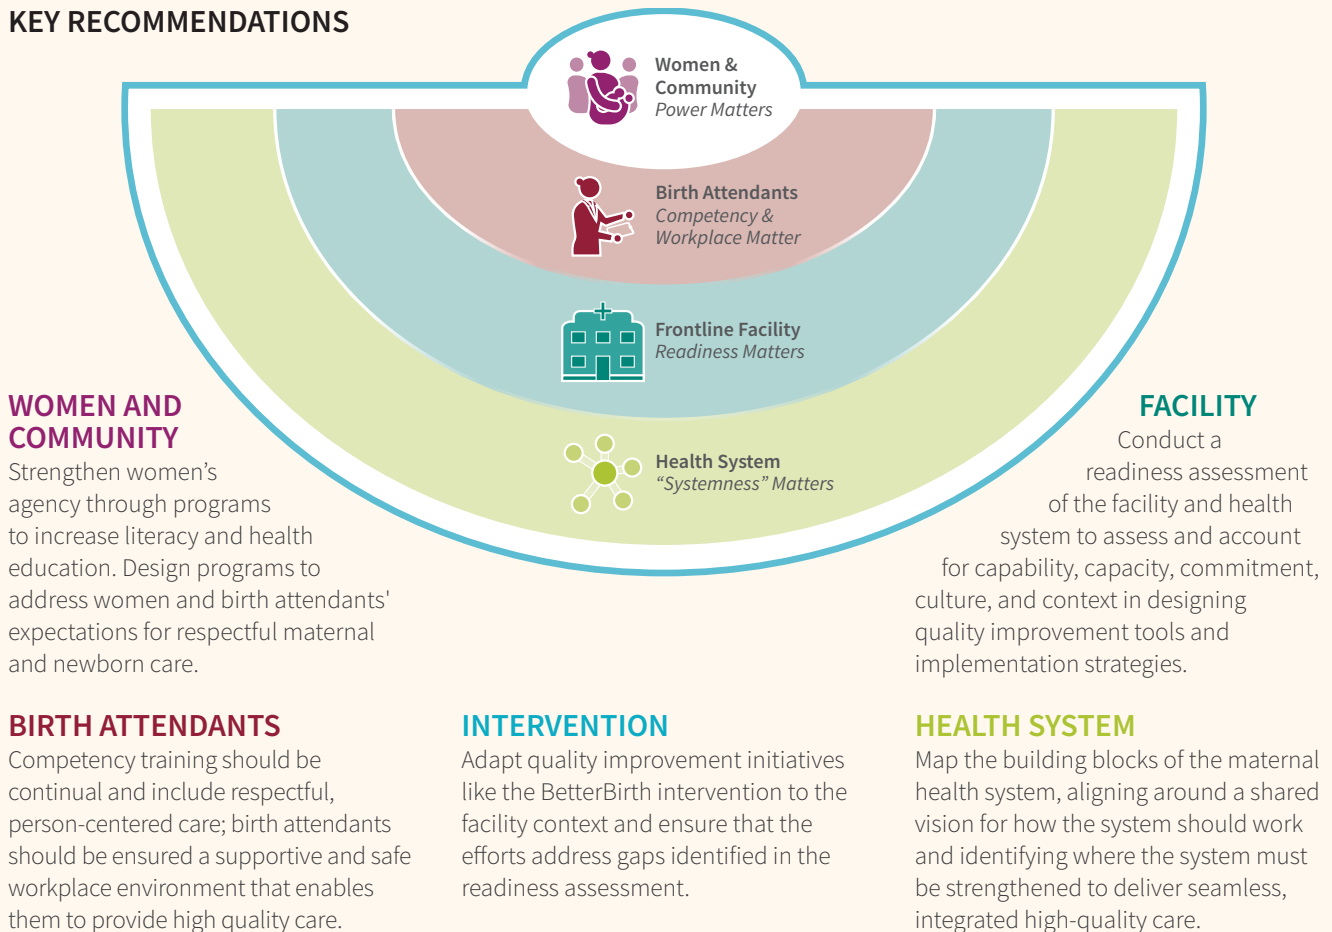 KEY RECOMMENDATIONS
Women &
Community
Power Matters
Birth Attendants
Competency &
Workplace Matter
Frontline Facility
Readiness Matters
Health System
“Systemness” Matters
WOMEN AND
COMMUNITY
Strengthen women’s
agency through programs
to increase literacy and health
education. Design programs to
address women and birth attendants'
expectations for respectful maternal
and newborn care.
FACILITY
Conduct a
readiness assessment
of the facility and health
system to assess and account
for capability, capacity, commitment,
culture, and context in designing
quality improvement tools and
implementation strategies.
BIRTH ATTENDANTS
Competency training should be
continual and include respectful,
person-centered care; birth attendants
should be ensured a supportive and safe
workplace environment that enables
them to provide high quality care.
INTERVENTION
Adapt quality improvement initiatives
like the BetterBirth intervention to the
facility context and ensure that the
efforts address gaps identified in the
readiness assessment.
HEALTH SYSTEM
Map the building blocks of the maternal
health system, aligning around a shared
vision for how the system should work
and identifying where the system must
be strengthened to deliver seamless,
integrated high-quality care.